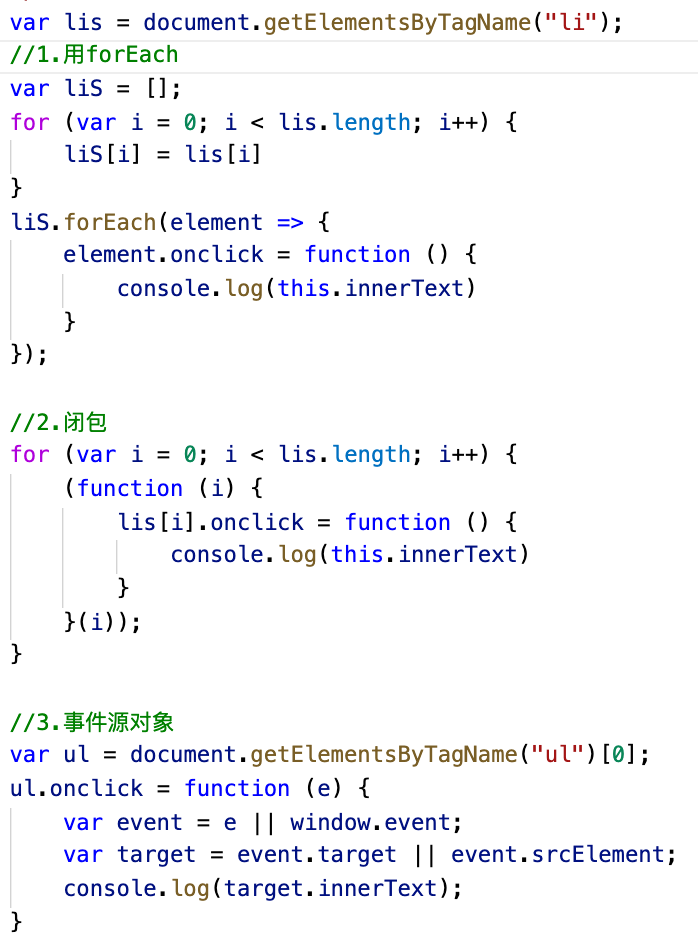 var lis = document.getElementsByTagName("li");
//1.用forEach
var liS = [];
for (var i = 0; i < lis.length; i++) {
    liS[i] = lis[i]
}
liS.forEach(element => {
    element.onclick = function () {
        console.log(this.innerText)
    }
});

//2.闭包
for (var i = 0; i < lis.length; i++) {
    (function (i) {
        lis[i].onclick = function () {
            console.log(this.innerText)
        }
    }(i));
}

//3.事件源对象
var ul = document.getElementsByTagName("ul")[0];
ul.onclick = function (e) {
    var event = e || window.event;
    var target = event.target || event.srcElement;
    console.log(target.innerText);
}